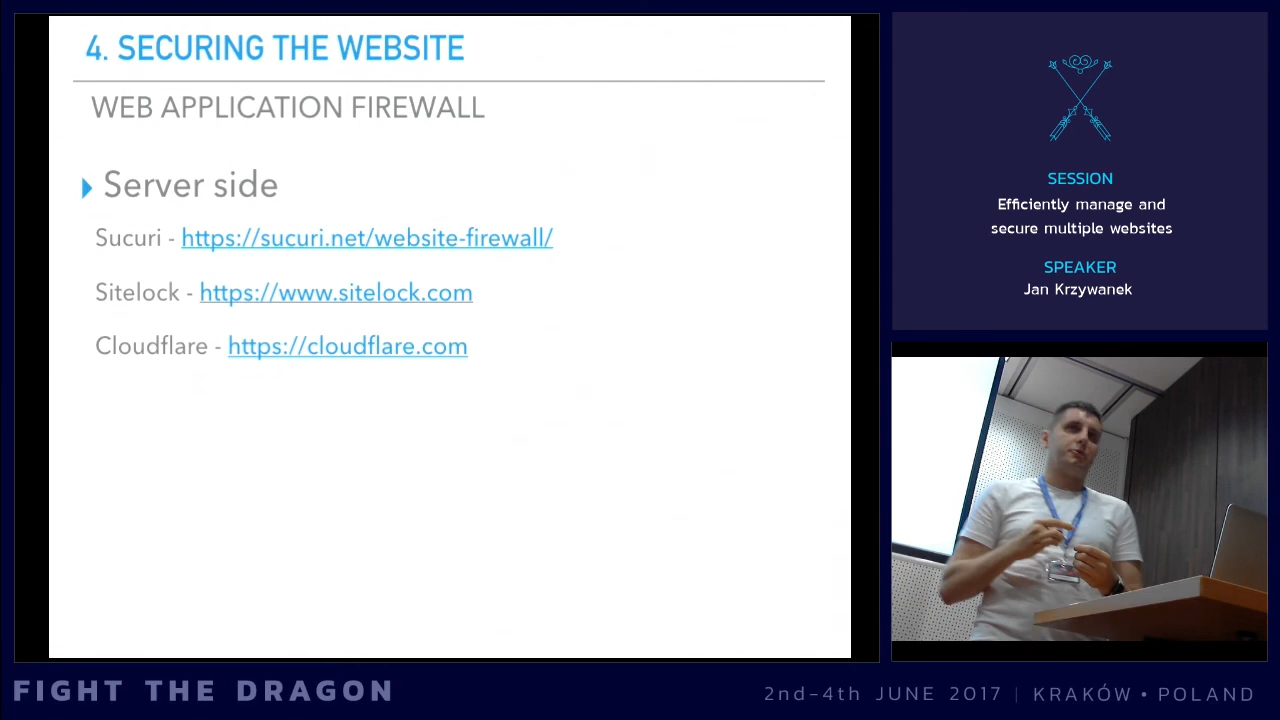 4. SECURING THE WEBSITE
WEB APPLICATION FIREWALL
Server side
Sucuri - https://sucuri.net/website-firewall/
Sitelock - https://www.sitelock.com
Cloudflare - https://cloudflare.com
SESSION
Efficiently manage and
secure multiple websites
SPEAKER
Jan Krzywanek
FIGHT THE DRAGON
2nd-4th JUNE 2017 | KRAKÓW • POLAND